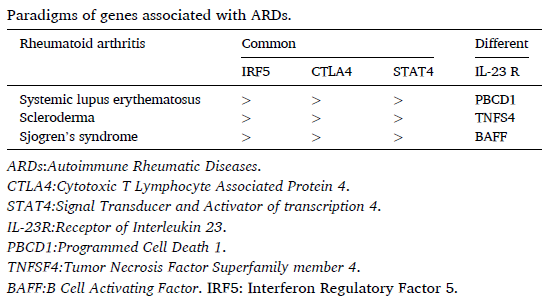 Paradigms of genes associated with ARDs.
Rheumatoid arthritis Common Different
IRF5 CTLA4 STAT4 IL-23 R
Systemic lupus erythematosus > > > PBCD1
Scleroderma > > > TNFS4
Sjogren's syndrome > > > BAFF
ARDs:Autoimmune Rheumatic Diseases.
CTLA4:Cytotoxic T Lymphocyte Associated Protein 4.
STAT4:Signal Transducer and Activator of transcription 4.
IL-23R:Receptor of Interleukin 23.
PBCD1:Programmed Cell Death 1.
TNFSF4:Tumor Necrosis Factor Superfamily member 4.
BAFF:B Cell Activating Factor. IRF5: Interferon Regulatory Factor 5.